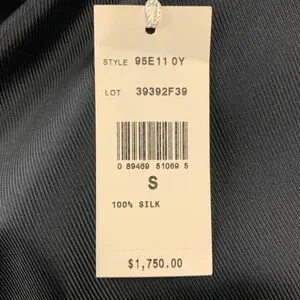 STYLE 95E11 0Y
LOT 39392F39
0 89469 51069 5
S
100% SILK
$1,750.00